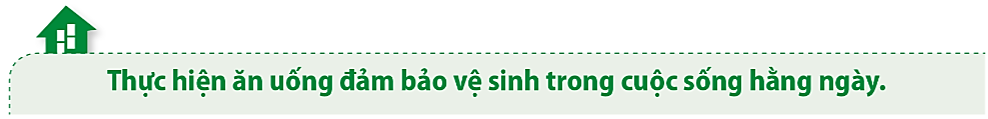 Thực hiện ăn uống đảm bảo vệ sinh trong cuộc sống hằng ngày.